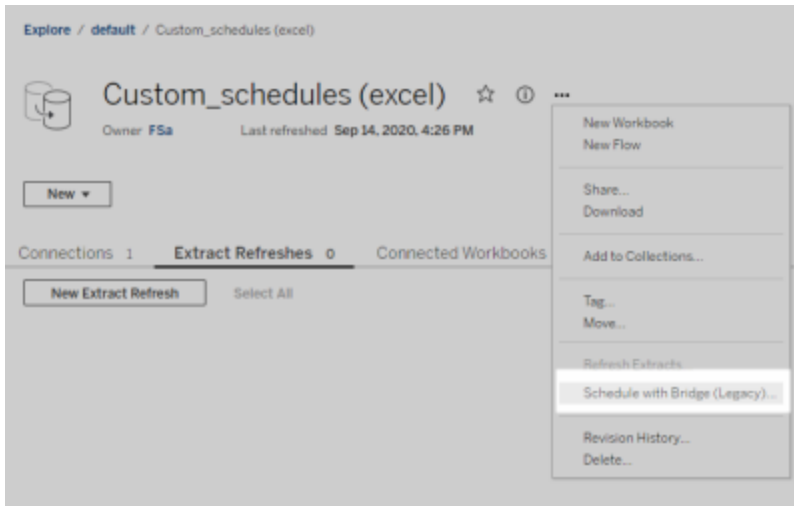 Explore / default / Custom_schedules (excel)
Custom_schedules (excel)
Owner FSa Last refreshed Sep 14, 2020, 4:26 PM
New
Connections 1 Extract Refreshes 0 Connected Workbooks
New Extract Refresh Select All
New Workbook
New Flow
Share...
Download
Add to Collections...
Tag...
Move...
Refresh Extracts...
Schedule with Bridge (Legacy)...
Revision History...
Delete...